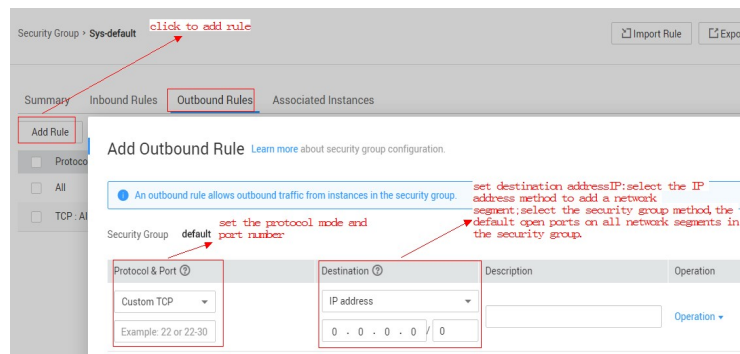 click to add rule
Security Group > Sys-default
Import Rule
Expo
Summary Inbound Rules Outbound Rules Associated Instances
Add Rule
Add Outbound Rule Learn more about security group configuration.
Protoco
All
An outbound rule allows outbound traffic from instances in the security group.
set destination addressIP:select the IP
address method to add a network
segment;select the security group method, the
default open ports on all network segments in
the security group.
TCP : Al
set the protocol mode and
port number
Security Group default
Protocol & Port Destination Description Operation
Custom TCP IP address
Operation
Example: 22 or 22-30 0 . 0 . 0 . 0 / 0